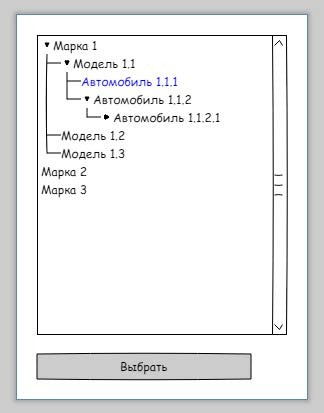 Марка 1
Модель 1.1
Автомобиль 1.1.1
Автомобиль 1.1.2
Автомобиль 1.1.2.1
Модель 1.2
Модель 1.3
Марка 2
Марка 3
Выбрать